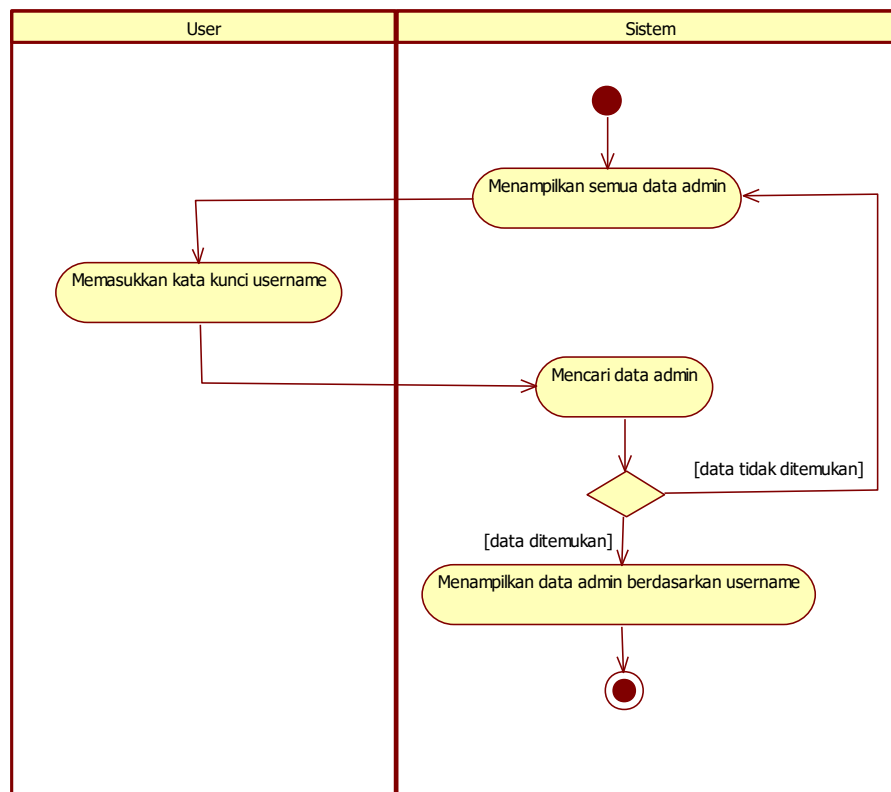 User
Sistem
Menampilkan semua data admin
Memasukkan kata kunci username
Mencari data admin
[data tidak ditemukan]
[data ditemukan]
Menampilkan data admin berdasarkan username